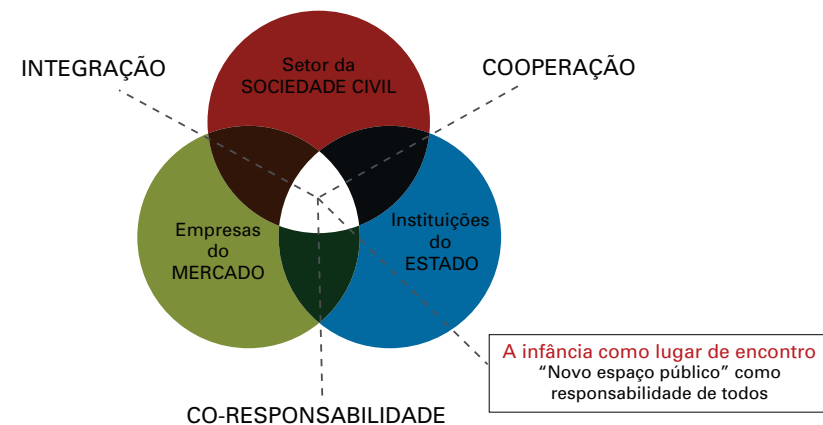 INTEGRAÇÃO
Setor da
SOCIEDADE CIVIL
COOPERAÇÃO
Empresas
do
MERCADO
Instituições
do
ESTADO
A infância como lugar de encontro
“Novo espaço público” como
responsabilidade de todos
CO-RESPONSABILIDADE